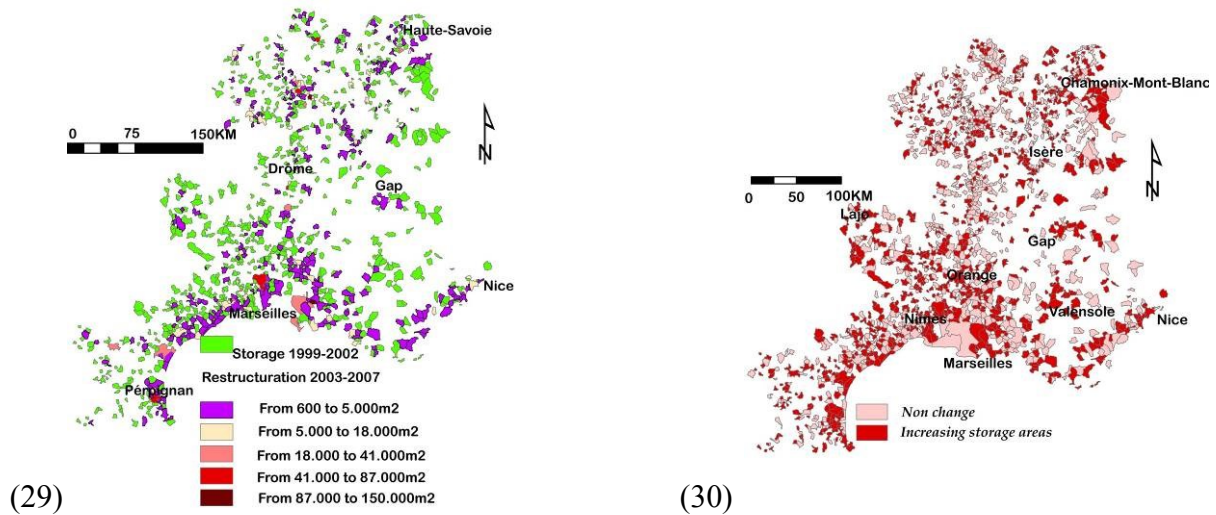 Haute-Savoie
0 75 150KM
N
Drôme
Gap
Nice
Marseilles
Storage 1999-2002
Restructuration 2003-2007
Pérpignan
From 600 to 5.000m2
From 5.000 to 18.000m2
From 18.000 to 41.000m2
From 41.000 to 87.000m2
From 87.000 to 150.000m2
(29)
Chamonix-Mont-Blanc
Isère
N
0 50 100KM
Lajo
Gap
Orange
Nimes
Valensole
Nice
Marseilles
Non change
Increasing storage areas
(30)